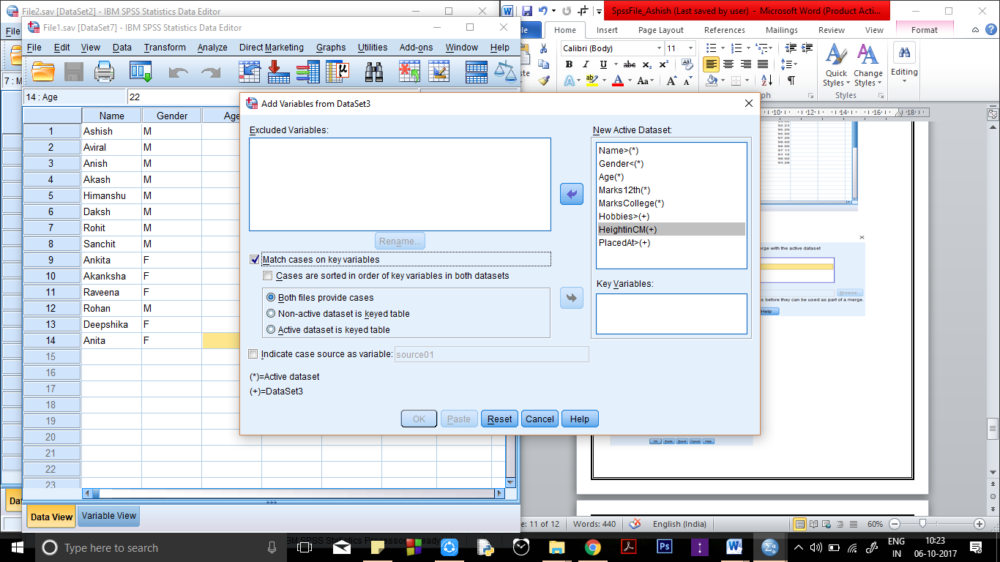 File2.sav [DataSet2] - IBM SPSS Statistics Data Editor
File1.sav [DataSet7] - IBM SPSS Statistics Data Editor
File Edit View Data Transform Analyze Direct Marketing Graphs Utilities Add-ons Window Help
14 : Age 22
Name Gender Age
1 Ashish M
2 Aviral M
3 Anish M
4 Akash M
5 Himanshu M
6 Daksh M
7 Rohit M
8 Sanchit M
9 Ankita F
10 Akanksha F
11 Raveena F
12 Rohan M
13 Deepshika F
14 Anita F
15
16
17
18
19
20
21
22
23
Data View Variable View
Add Variables from DataSet3
Excluded Variables:
Rename...
Match cases on key variables
Cases are sorted in order of key variables in both datasets
Both files provide cases
Non-active dataset is keyed table
Active dataset is keyed table
Indicate case source as variable: source01
(*)=Active dataset
(+)=DataSet3
New Active Dataset:
Name>(*)
Gender<(*)
Age(*)
Marks12th(*)
MarksCollege(*)
Hobbies>(+)
HeightinCM(+)
PlacedAt>(+)
Key Variables:
OK Paste Reset Cancel Help
SpssFile_Ashish (Last saved by user) - Microsoft Word (Product Acti...
Home Insert Page Layout References Mailings Review View Format
Calibri (Body) 11
Quick Styles
Change Styles
Editing
Styles
10 12 14 16 18
erge with the active dataset
Browse...
s before they can be used as part of a merge.
Help
OK Paste Reset Cancel Help
e: 11 of 12 Words: 440 English (India) 60%
Type here to search
ENG
IN
10:23
06-10-2017